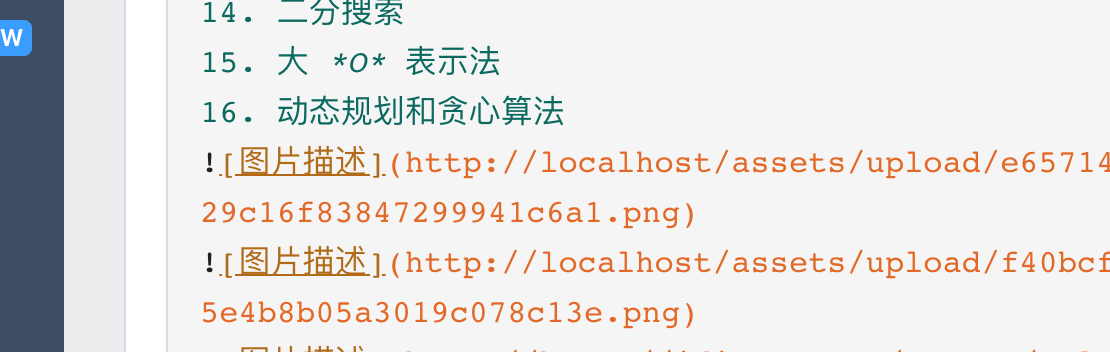 W
14. 二分搜索
15. 大 *O* 表示法
16. 动态规划和贪心算法
![图片描述](http://localhost/assets/upload/e65714
29c16f83847299941c6a1.png)
![图片描述](http://localhost/assets/upload/f40bcf
5e4b8b05a3019c078c13e.png)